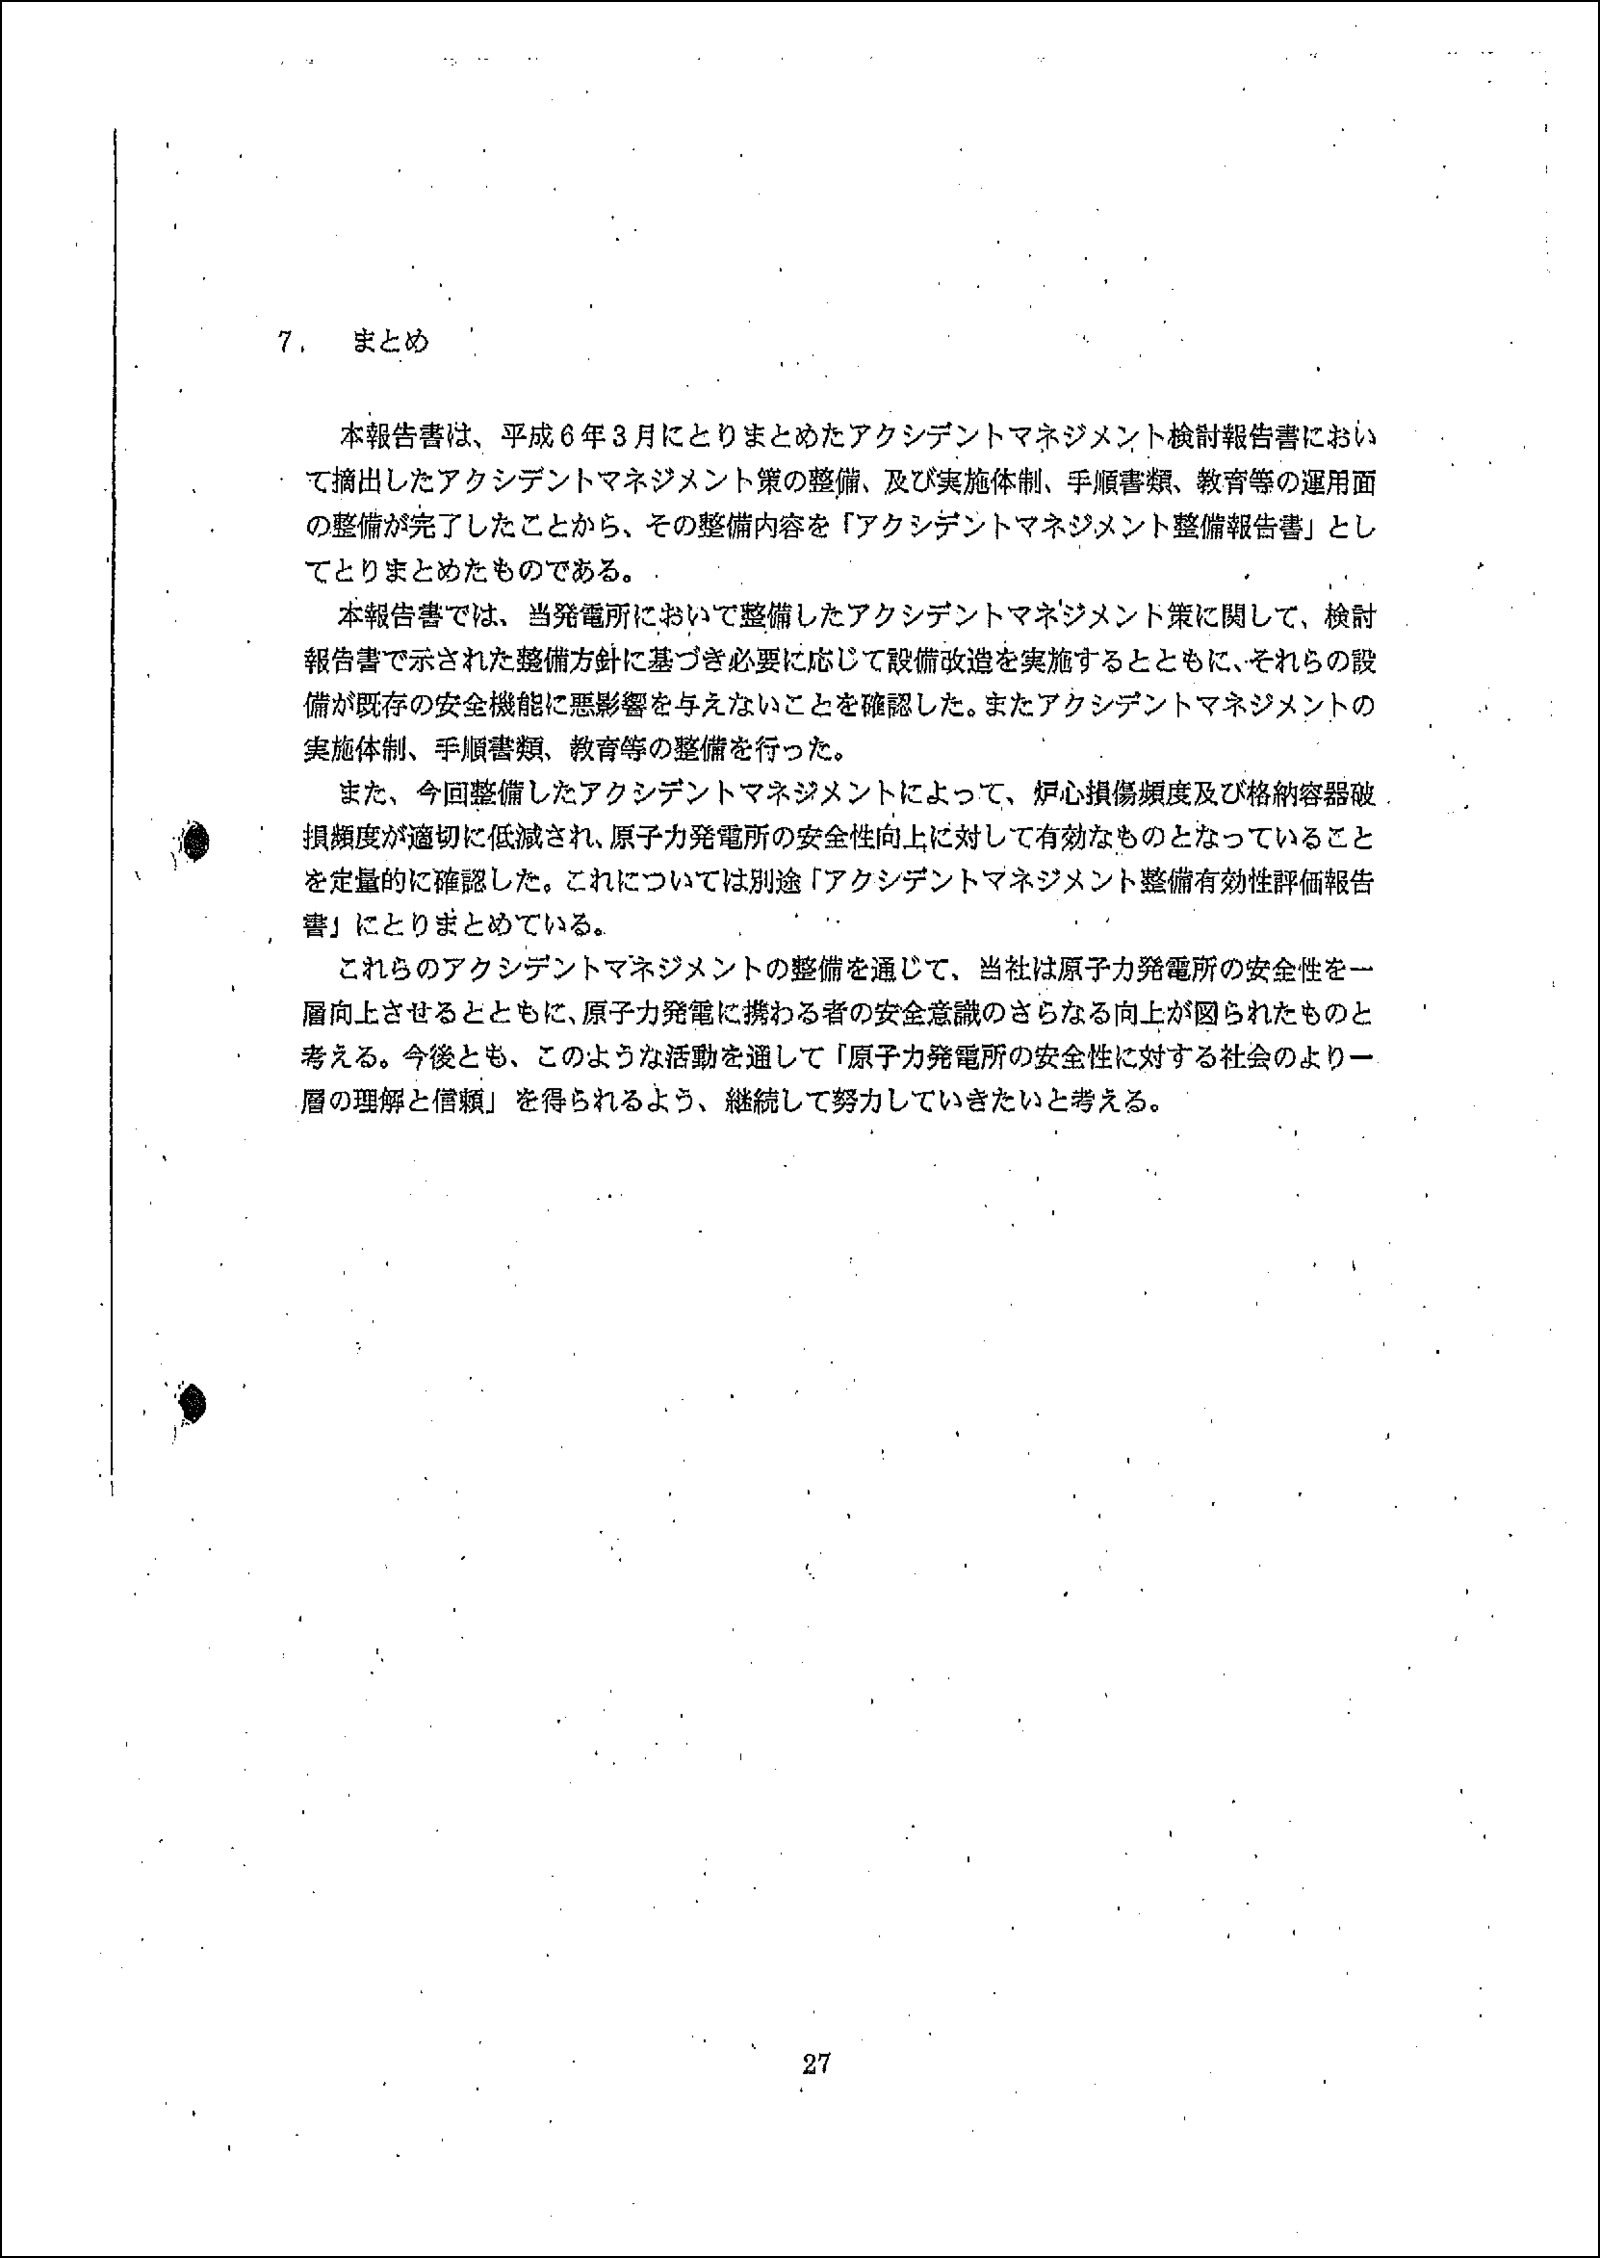 7. まとめ
本報告書は、平成6年3月にとりまとめたアクシデントマネジメント検討報告書におい
て摘出したアクシデントマネジメント策の整備、及び実施体制、手順書類、教育等の運用面
の整備が完了したことから、その整備内容を「アクシデントマネジメント整備報告書」とし
てとりまとめたものである。
本報告書では、当発電所において整備したアクシデントマネジメント策に関して、検討
報告書で示された整備方針に基づき必要に応じて設備改造を実施するとともに、それらの設
備が既存の安全機能に悪影響を与えないことを確認した。またアクシデントマネジメントの
実施体制、手順書類、教育等の整備を行った。
また、今回整備したアクシデントマネジメントによって、炉心損傷頻度及び格納容器破
損頻度が適切に低減され、原子力発電所の安全性向上に対して有効なものとなっていること
を定量的に確認した。これについては別途「アクシデントマネジメント整備有効性評価報告
書」にとりまとめている。
これらのアクシデントマネジメントの整備を通じて、当社は原子力発電所の安全性を一
層向上させるとともに、原子力発電に携わる者の安全意識のさらなる向上が図られたものと
考える。今後とも、このような活動を通して「原子力発電所の安全性に対する社会のより一
層の理解と信頼」を得られるよう、継続して努力していきたいと考える。
27